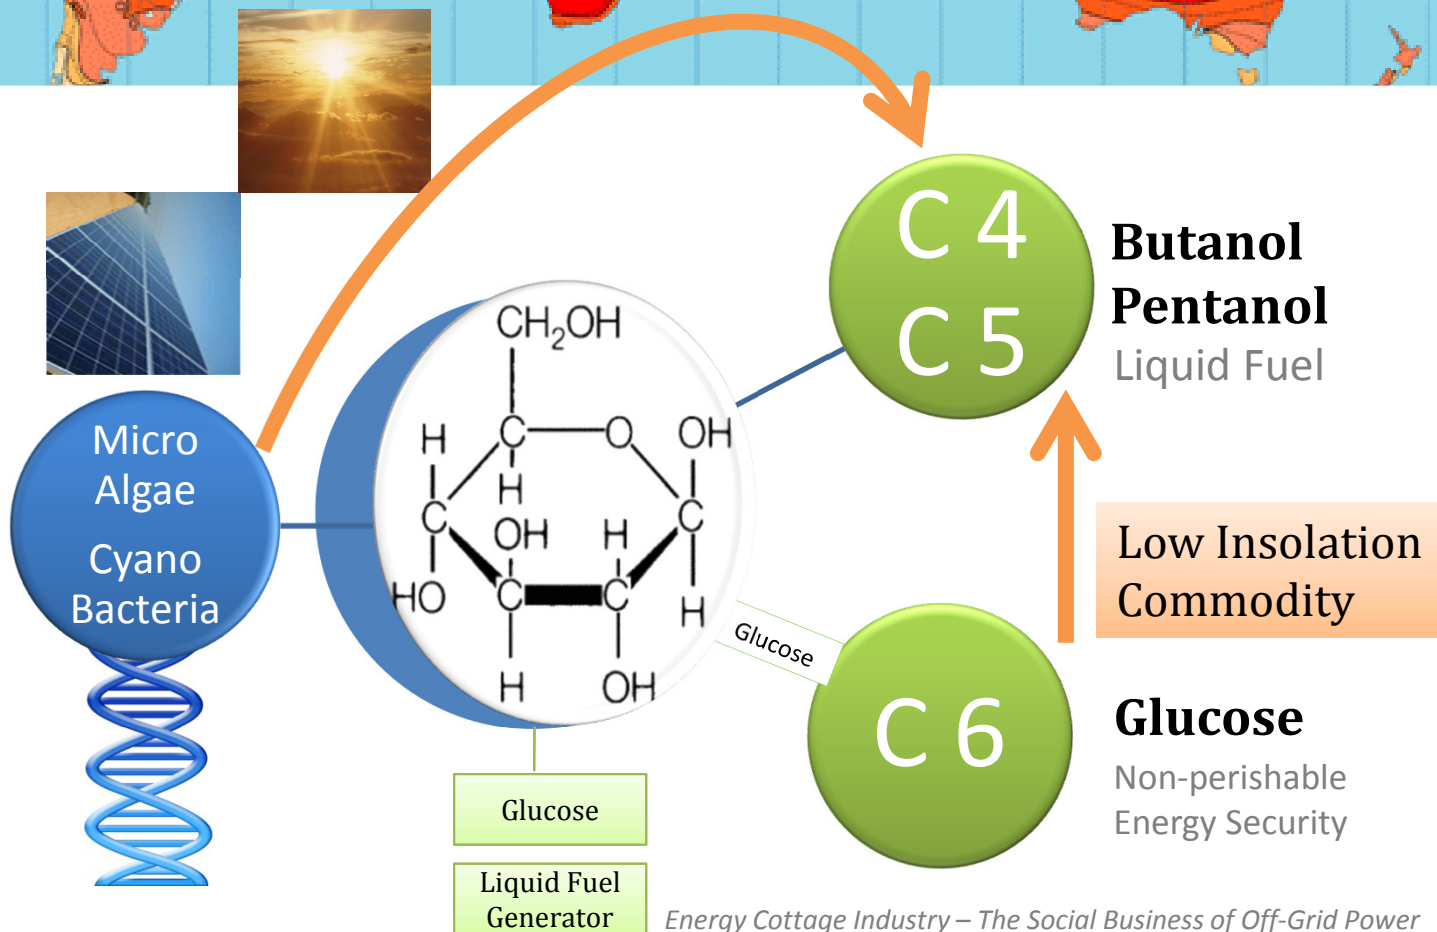 C 4
C 5
Butanol
Pentanol
Liquid Fuel
Micro
Algae
Cyano
Bacteria
CH₂OH
H
C
O
OH
H
C
OH
H
C
HO
C
C
H
H
OH
Glucose
Low Insolation
Commodity
C 6
Glucose
Non-perishable
Energy Security
Glucose
Liquid Fuel
Generator
Energy Cottage Industry – The Social Business of Off-Grid Power